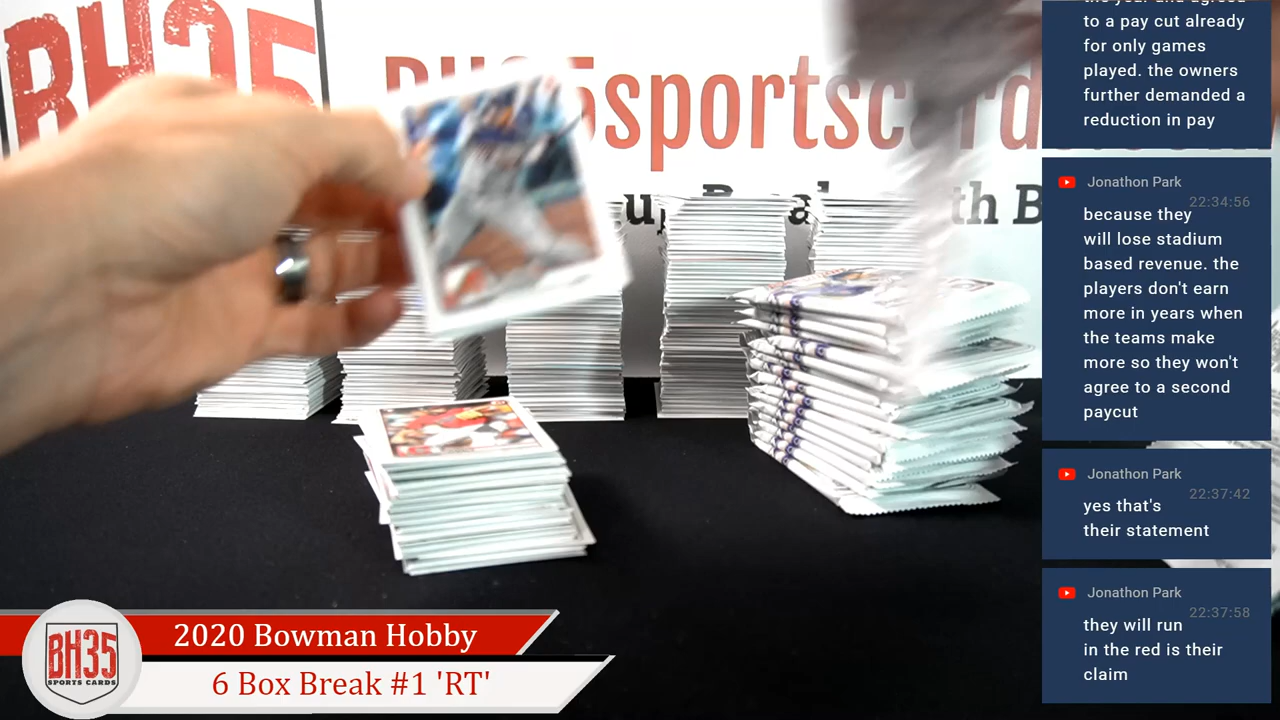 BH35
BH35sportscards.com
2020 Bowman Hobby
6 Box Break #1 'RT'
BH35
SPORTS CARDS
to a pay cut already
for only games
played. the owners
further demanded a
reduction in pay
Jonathon Park
22:34:56
because they
will lose stadium
based revenue. the
players don't earn
more in years when
the teams make
more so they won't
agree to a second
paycut
Jonathon Park
22:37:42
yes that's
their statement
Jonathon Park
22:37:58
they will run
in the red is their
claim